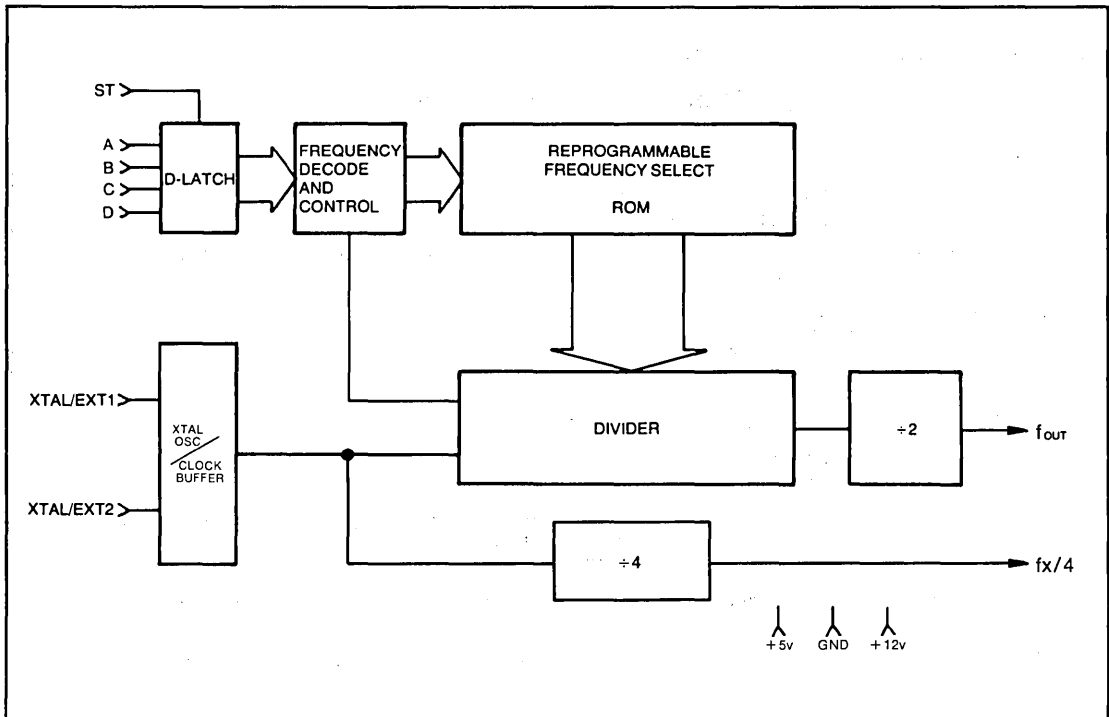 ST
A
B
C
D
D-LATCH
FREQUENCY
DECODE
AND
CONTROL
REPROGRAMMABLE
FREQUENCY SELECT
ROM
XTAL/EXT1
XTAL/EXT2
XTAL
OSC
CLOCK
BUFFER
DIVIDER
÷2
fOUT
÷4
fx/4
+5v
GND
+12v